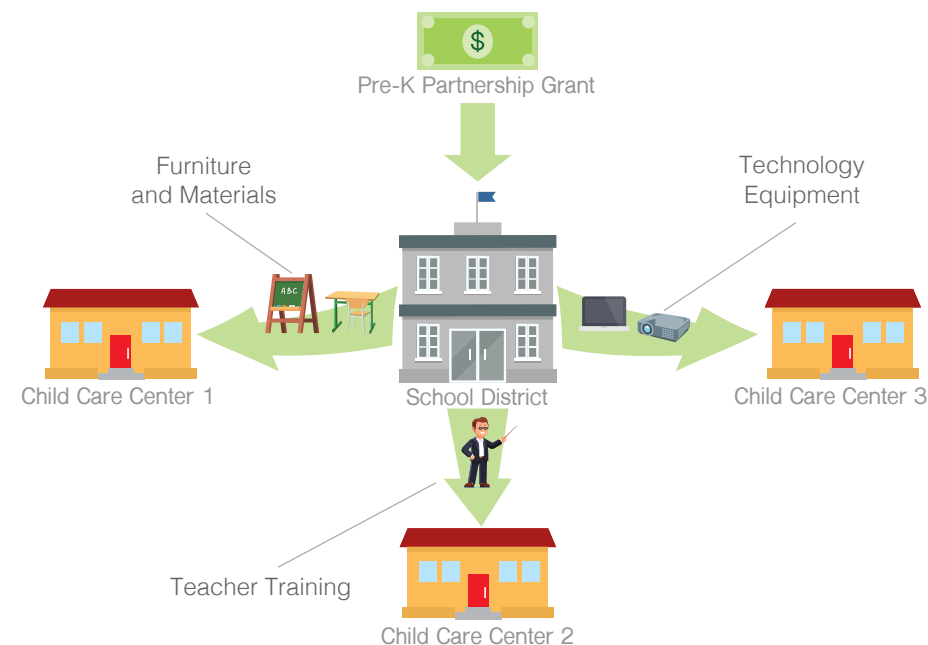 $
Pre-K Partnership Grant
Furniture
and Materials
Technology
Equipment
ABC
Child Care Center 1
School District
Child Care Center 3
Teacher Training
Child Care Center 2